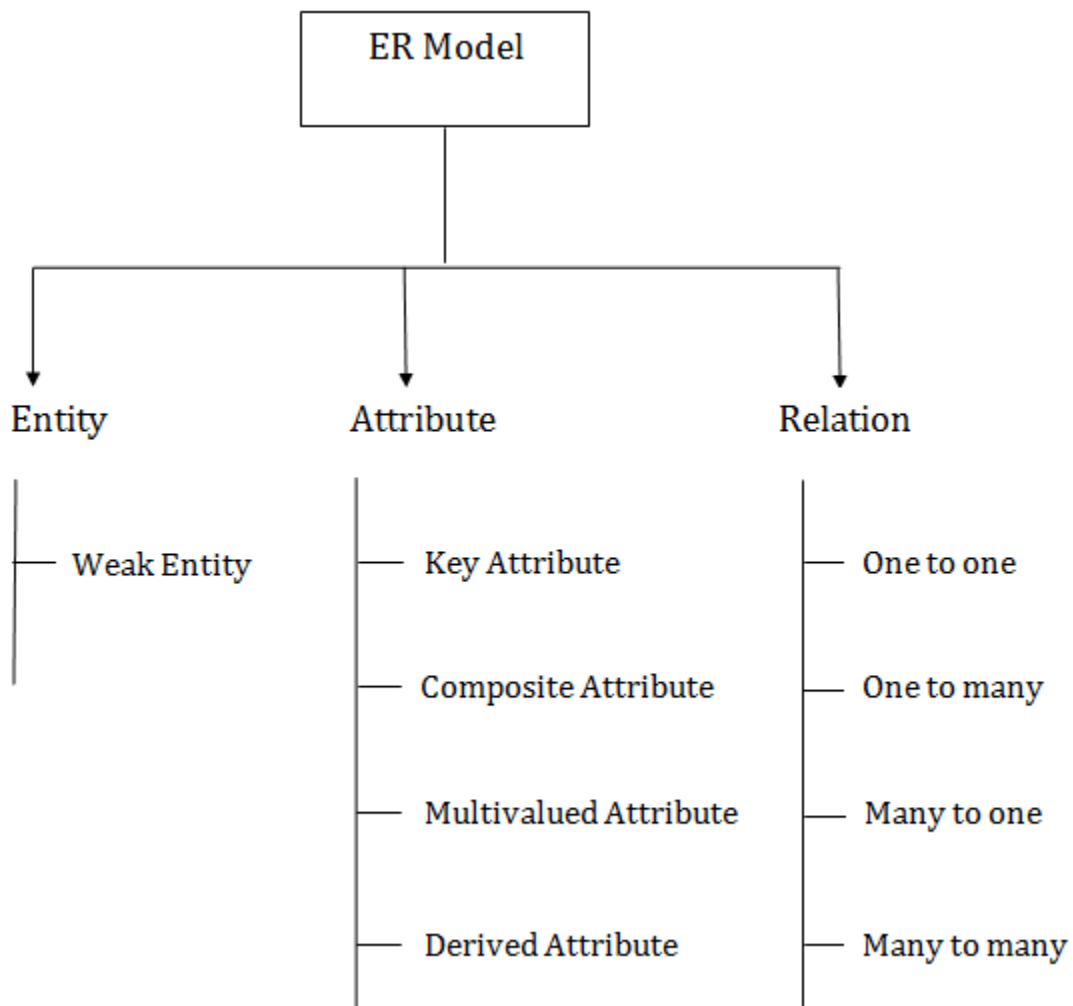 ER Model
Entity
Attribute
Relation
Weak Entity
Key Attribute
One to one
Composite Attribute
One to many
Multivalued Attribute
Many to one
Derived Attribute
Many to many